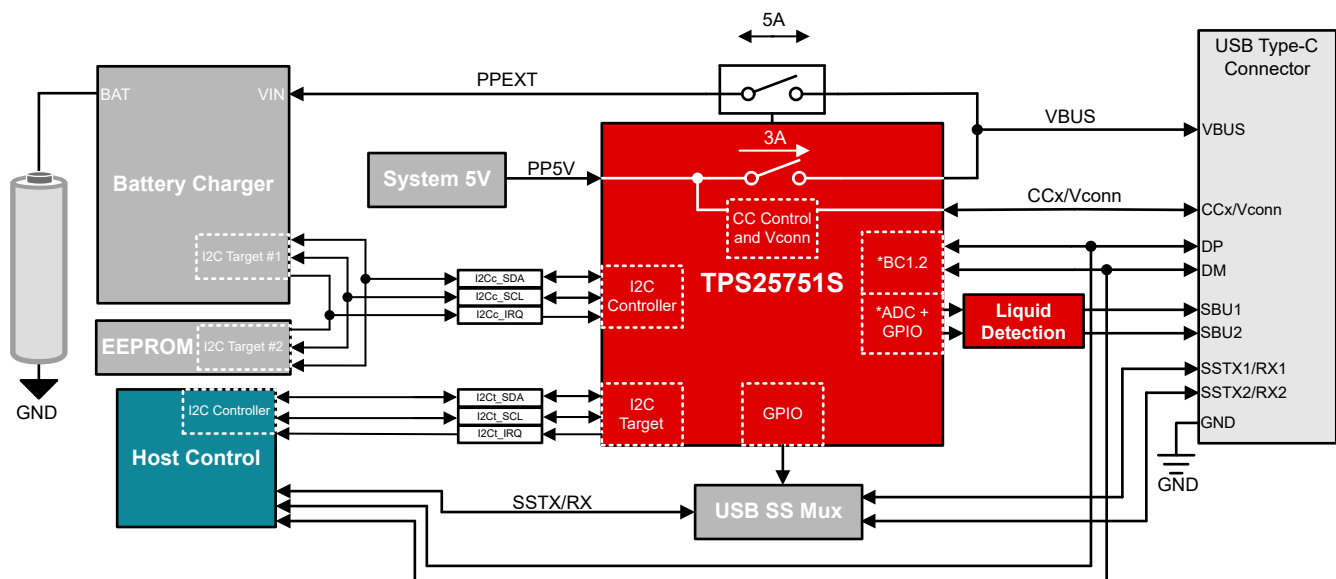 5A
USB Type-C
Connector
BAT
VIN
PPEXT
VBUS
VBUS
3A
Battery Charger
System 5V
PP5V
CC Control
and Vconn
CCx/Vconn
CCx/Vconn
I2C Target #1
*BC1.2
DP
DM
TPS25751S
I2Cc_SDA
I2Cc_SCL
I2Cc_IRQ
I2C
Controller
*ADC +
GPIO
Liquid
Detection
SBU1
SBU2
EEPROM
I2C Target #2
SSTX1/RX1
SSTX2/RX2
GND
GND
I2C Controller
I2Ct_SDA
I2Ct_SCL
I2Ct_IRQ
I2C
Target
GPIO
GND
Host Control
SSTX/RX
USB SS Mux